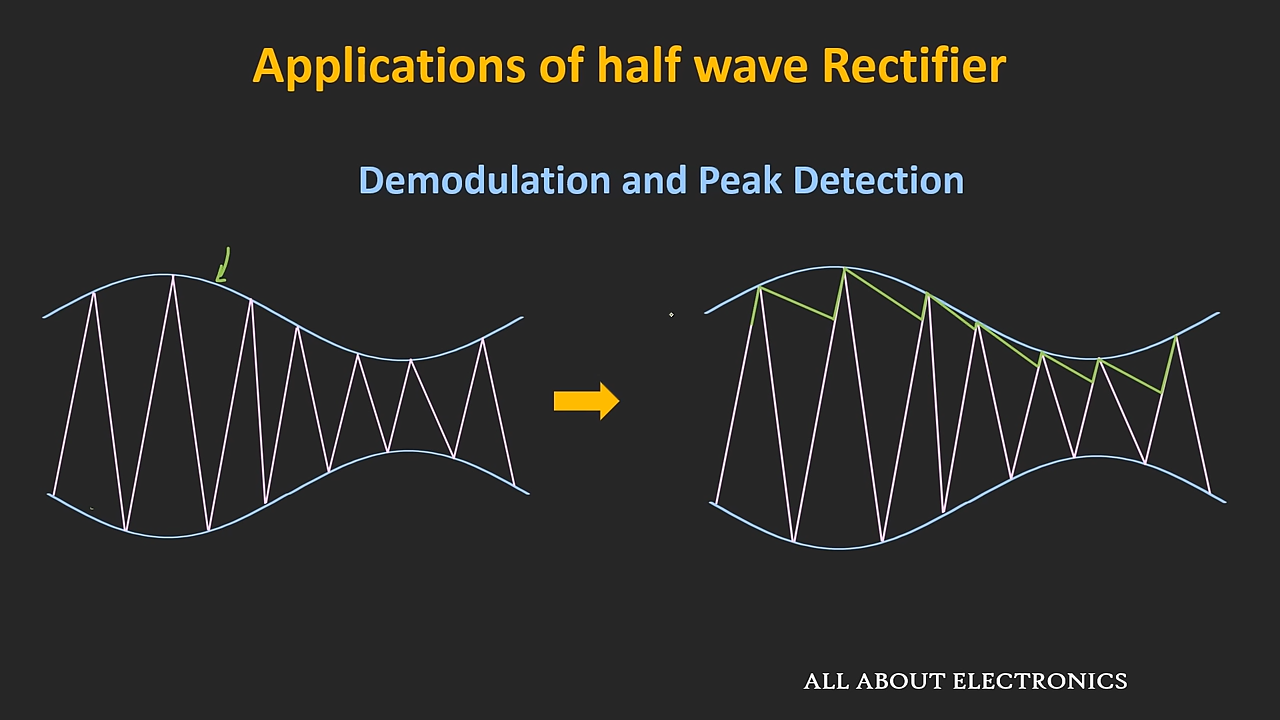 Applications of half wave Rectifier
Demodulation and Peak Detection
ALL ABOUT ELECTRONICS